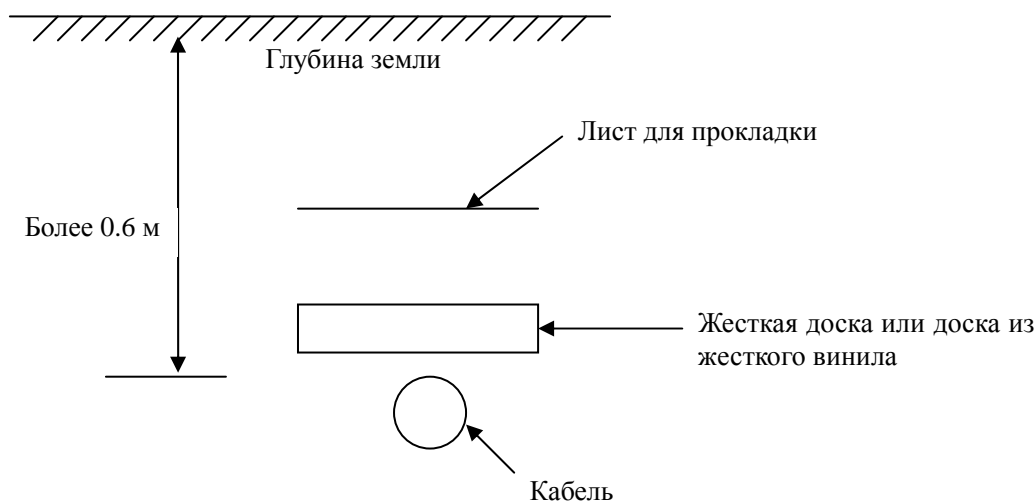 Глубина земли
Лист для прокладки
Более 0.6 м
Жесткая доска или доска из
жесткого винила
Кабель